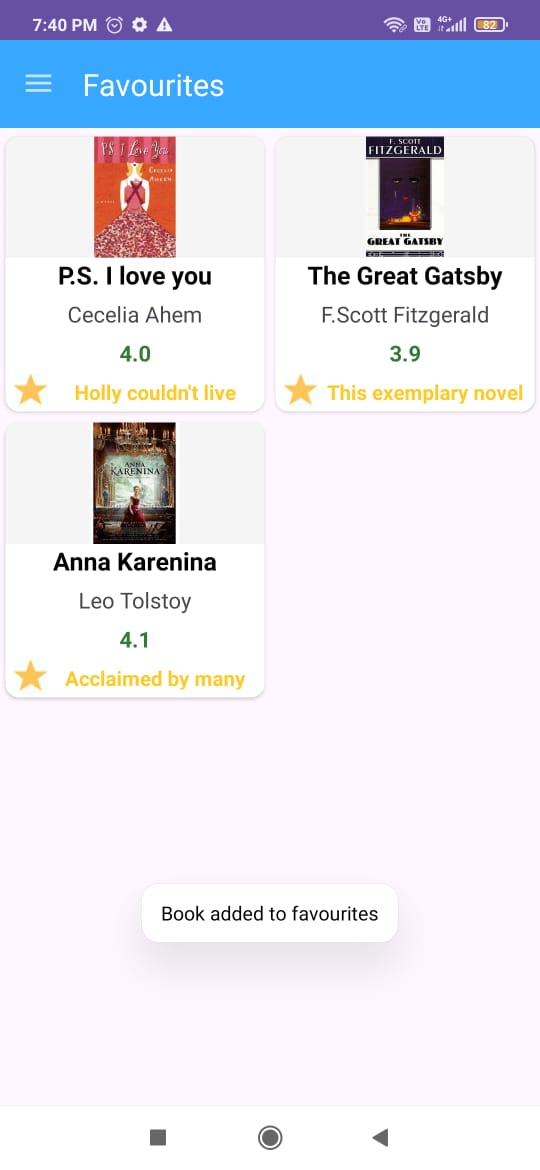 7:40 PM
Vo LTE 4G+ 82
Favourites
P.S. I Love You
CECELIA
AHERN
A NOVEL
P.S. I love you
Cecelia Ahem
4.0
Holly couldn't live
F. SCOTT
FITZGERALD
THE
GREAT GATSBY
The Great Gatsby
F.Scott Fitzgerald
3.9
This exemplary novel
ANNA
KARENINA
Anna Karenina
Leo Tolstoy
4.1
Acclaimed by many
Book added to favourites